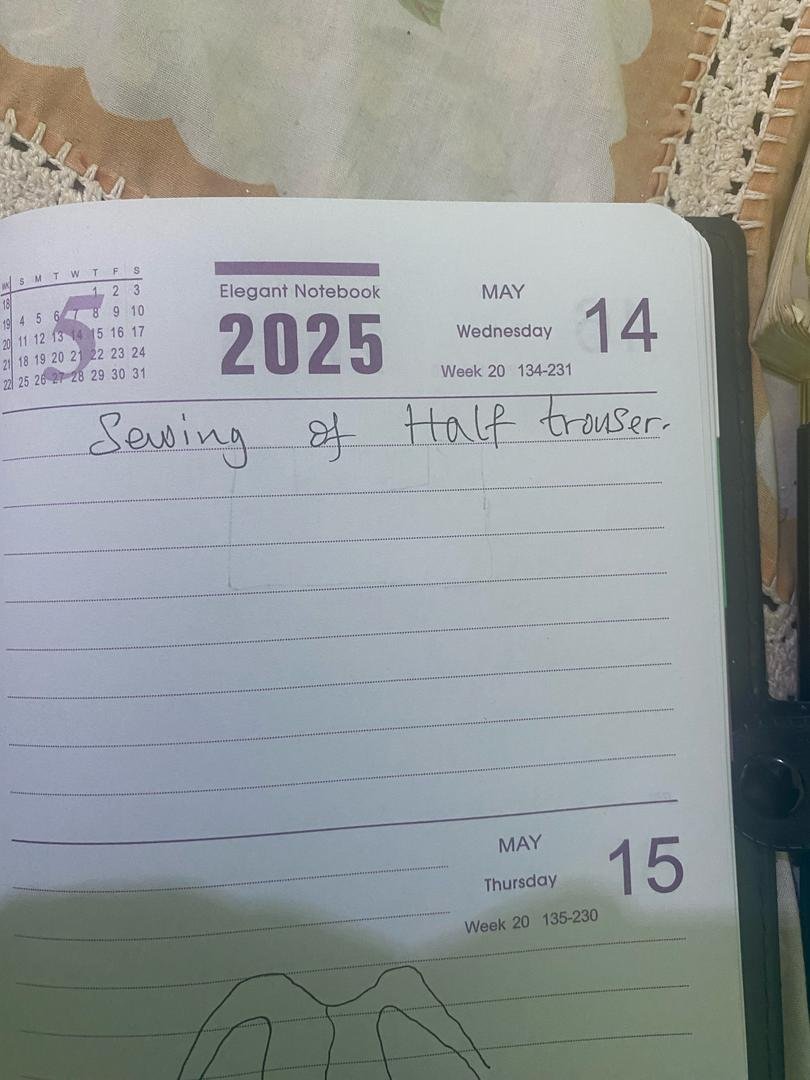 WK S M T W T F S
18 1 2 3
19 4 5 6 7 8 9 10
20 11 12 13 14 15 16 17
21 18 19 20 21 22 23 24
22 25 26 27 28 29 30 31
5
Elegant Notebook
2025
MAY
Wednesday
14
Week 20 134-231
Sewing of Half trouser.
MAY
Thursday
15
Week 20 135-230